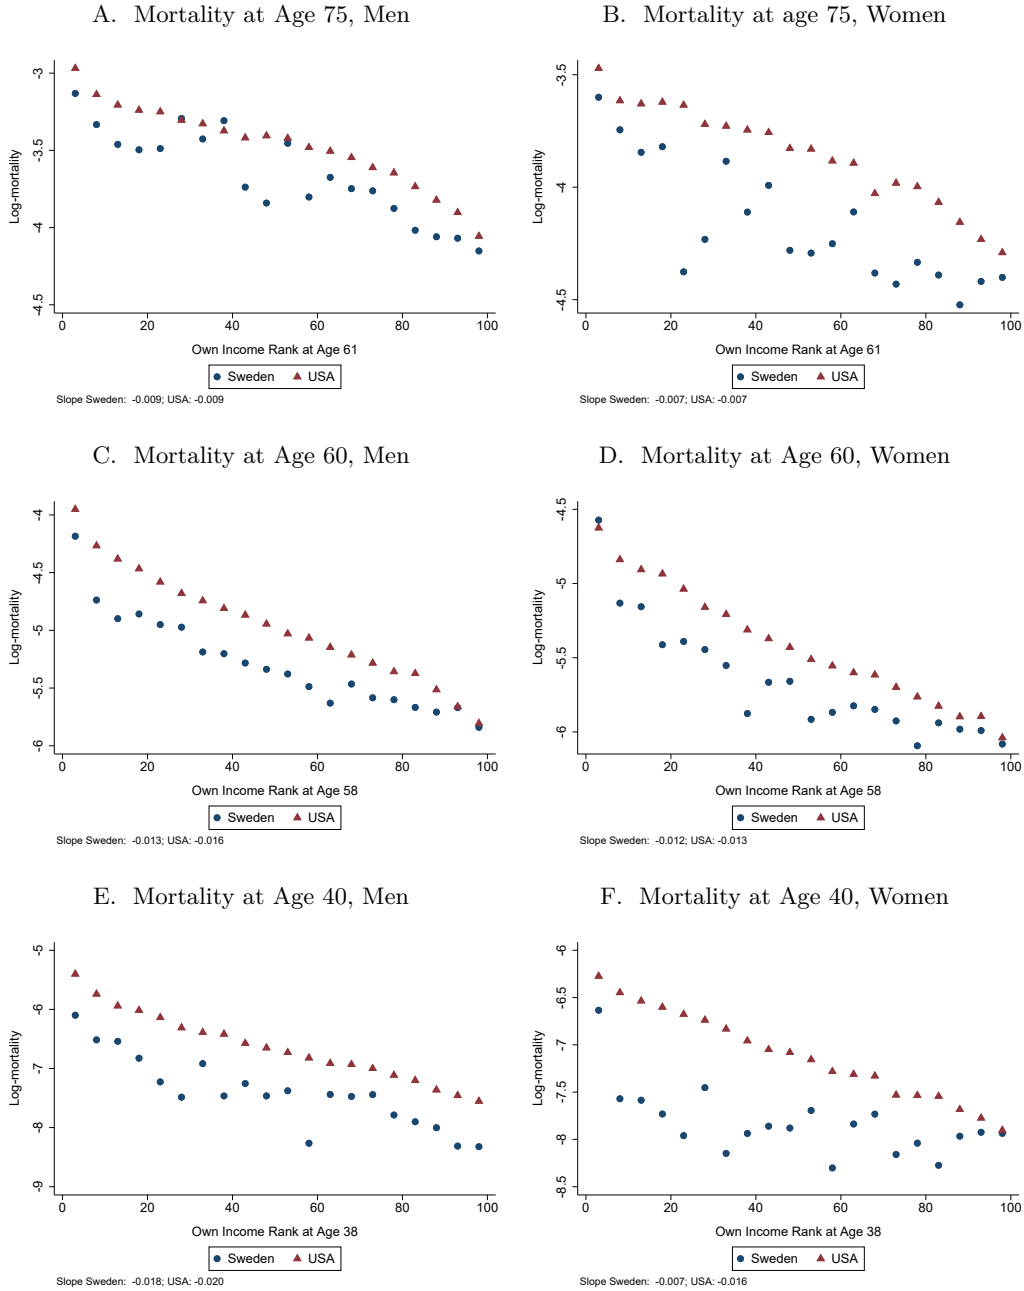 A. Mortality at Age 75, Men
Log-mortality
-3
-3.5
-4
-4.5
0 20 40 60 80 100
Own Income Rank at Age 61
Sweden USA
Slope Sweden: -0.009; USA: -0.009
B. Mortality at age 75, Women
Log-mortality
-3.5
-4
-4.5
0 20 40 60 80 100
Own Income Rank at Age 61
Sweden USA
Slope Sweden: -0.007; USA: -0.007
C. Mortality at Age 60, Men
Log-mortality
-4
-4.5
-5
-5.5
-6
0 20 40 60 80 100
Own Income Rank at Age 58
Sweden USA
Slope Sweden: -0.013; USA: -0.016
D. Mortality at Age 60, Women
Log-mortality
-4.5
-5
-5.5
-6
0 20 40 60 80 100
Own Income Rank at Age 58
Sweden USA
Slope Sweden: -0.012; USA: -0.013
E. Mortality at Age 40, Men
Log-mortality
-5
-6
-7
-8
-9
0 20 40 60 80 100
Own Income Rank at Age 38
Sweden USA
Slope Sweden: -0.018; USA: -0.020
F. Mortality at Age 40, Women
Log-mortality
-6
-6.5
-7
-7.5
-8
-8.5
0 20 40 60 80 100
Own Income Rank at Age 38
Sweden USA
Slope Sweden: -0.007; USA: -0.016